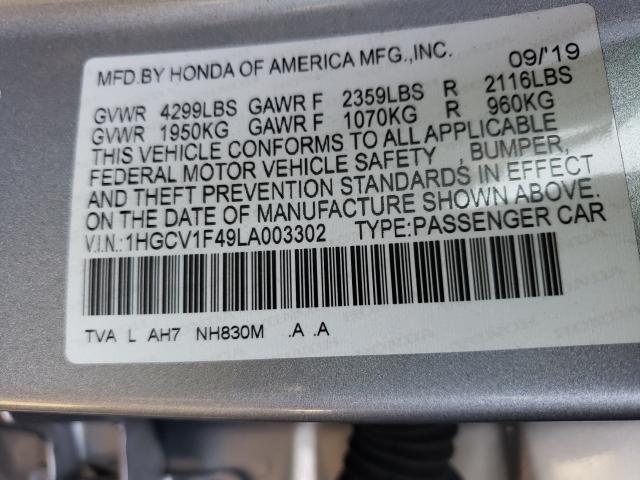 MFD.BY HONDA OF AMERICA MFG.,INC. 09/'19
GVWR 4299LBS GAWR F 2359LBS R 2116LBS
GVWR 1950KG GAWR F 1070KG R 960KG
THIS VEHICLE CONFORMS TO ALL APPLICABLE
FEDERAL MOTOR VEHICLE SAFETY , BUMPER,
AND THEFT PREVENTION STANDARDS IN EFFECT
ON THE DATE OF MANUFACTURE SHOWN ABOVE.
V.I.N.:1HGCV1F49LA003302 TYPE:PASSENGER CAR
TVA L AH7 NH830M .A .A